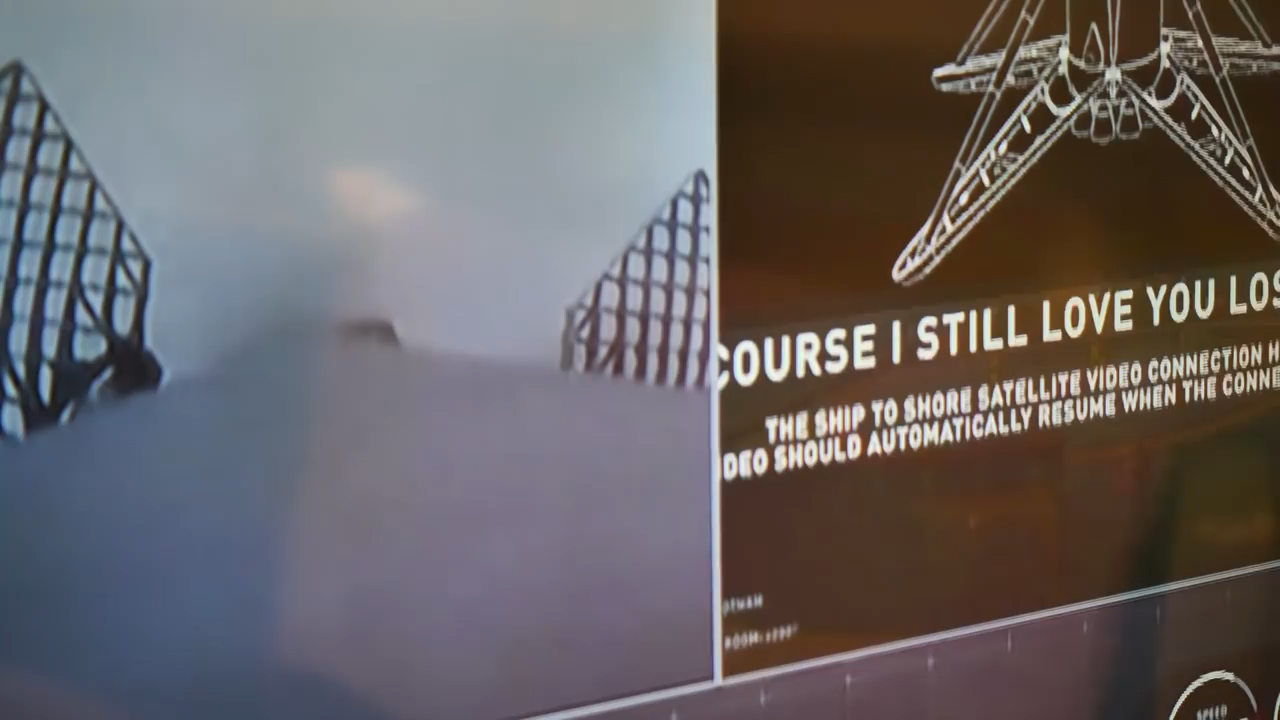 COURSE I STILL LOVE YOU LOS
THE SHIP TO SHORE SATELLITE VIDEO CONNECTION H
DEO SHOULD AUTOMATICALLY RESUME WHEN THE CONNE
SPEED